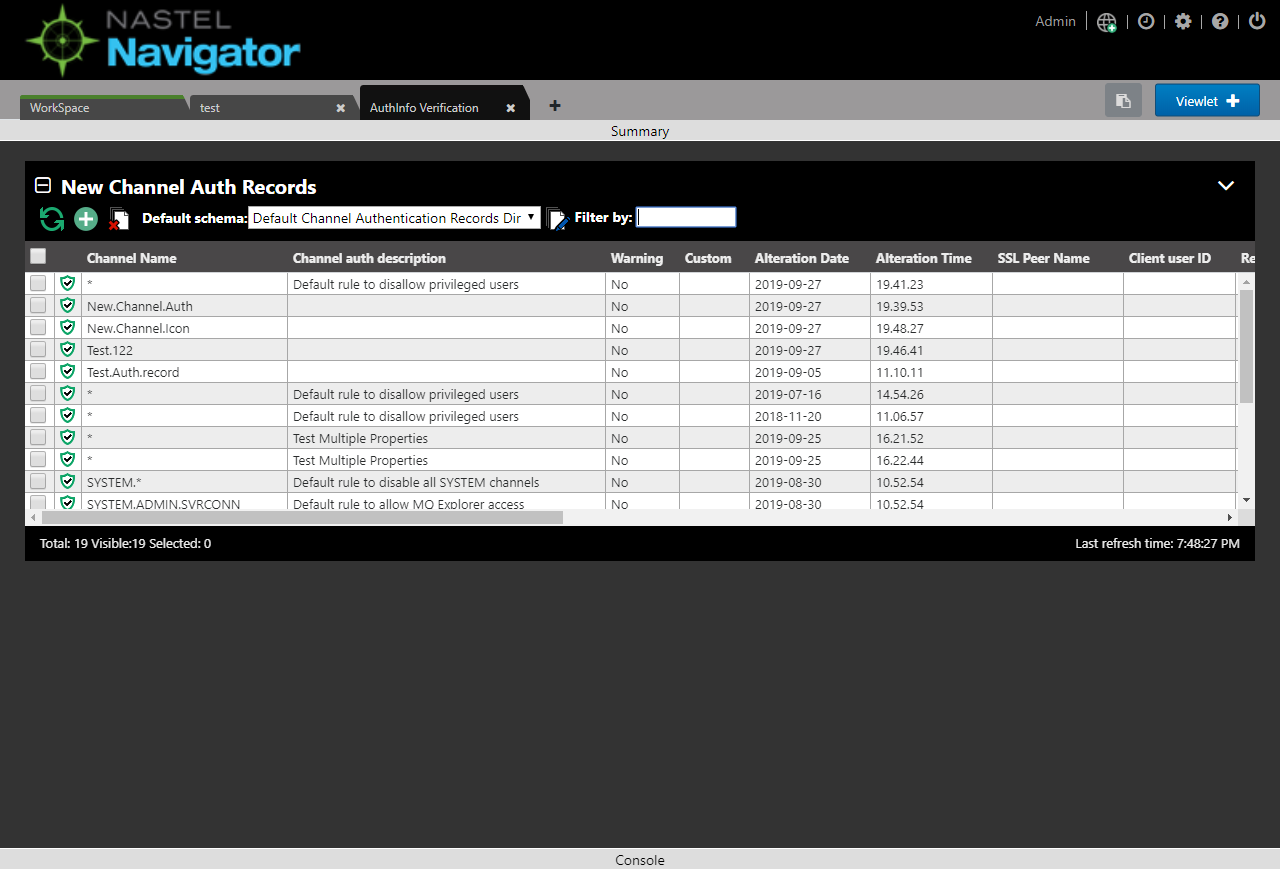 NASTEL
Navigator
Admin
WorkSpace test AuthInfo Verification Viewlet
Summary
New Channel Auth Records
Default schema: Default Channel Authentication Records Dir Filter by:
Channel Name Channel auth description Warning Custom Alteration Date Alteration Time SSL Peer Name Client user ID Re
* Default rule to disallow privileged users No 2019-09-27 19.41.23
New.Channel.Auth No 2019-09-27 19.39.53
New.Channel.Icon No 2019-09-27 19.48.27
Test.122 No 2019-09-27 19.46.41
Test.Auth.record No 2019-09-05 11.10.11
* Default rule to disallow privileged users No 2019-07-16 14.54.26
* Default rule to disallow privileged users No 2018-11-20 11.06.57
* Test Multiple Properties No 2019-09-25 16.21.52
* Test Multiple Properties No 2019-09-25 16.22.44
SYSTEM.* Default rule to disable all SYSTEM channels No 2019-08-30 10.52.54
SYSTEM.ADMIN.SVRCONN Default rule to allow MQ Explorer access No 2019-08-30 10.52.54
Total: 19 Visible:19 Selected: 0 Last refresh time: 7:48:27 PM
Console